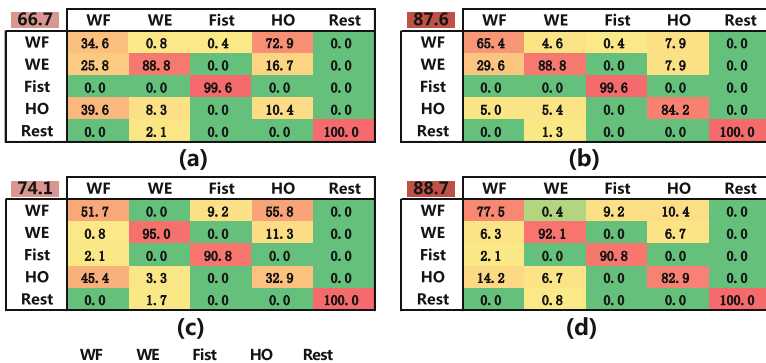 66.7 WF WE Fist HO Rest
WF 34.6 0.8 0.4 72.9 0.0
WE 25.8 88.8 0.0 16.7 0.0
Fist 0.0 0.0 99.6 0.0 0.0
HO 39.6 8.3 0.0 10.4 0.0
Rest 0.0 2.1 0.0 0.0 100.0
(a)
87.6 WF WE Fist HO Rest
WF 65.4 4.6 0.4 7.9 0.0
WE 29.6 88.8 0.0 7.9 0.0
Fist 0.0 0.0 99.6 0.0 0.0
HO 5.0 5.4 0.0 84.2 0.0
Rest 0.0 1.3 0.0 0.0 100.0
(b)
74.1 WF WE Fist HO Rest
WF 51.7 0.0 9.2 55.8 0.0
WE 0.8 95.0 0.0 11.3 0.0
Fist 2.1 0.0 90.8 0.0 0.0
HO 45.4 3.3 0.0 32.9 0.0
Rest 0.0 1.7 0.0 0.0 100.0
(c)
88.7 WF WE Fist HO Rest
WF 77.5 0.4 9.2 10.4 0.0
WE 6.3 92.1 0.0 6.7 0.0
Fist 2.1 0.0 90.8 0.0 0.0
HO 14.2 6.7 0.0 82.9 0.0
Rest 0.0 0.8 0.0 0.0 100.0
(d)
WF WE Fist HO Rest